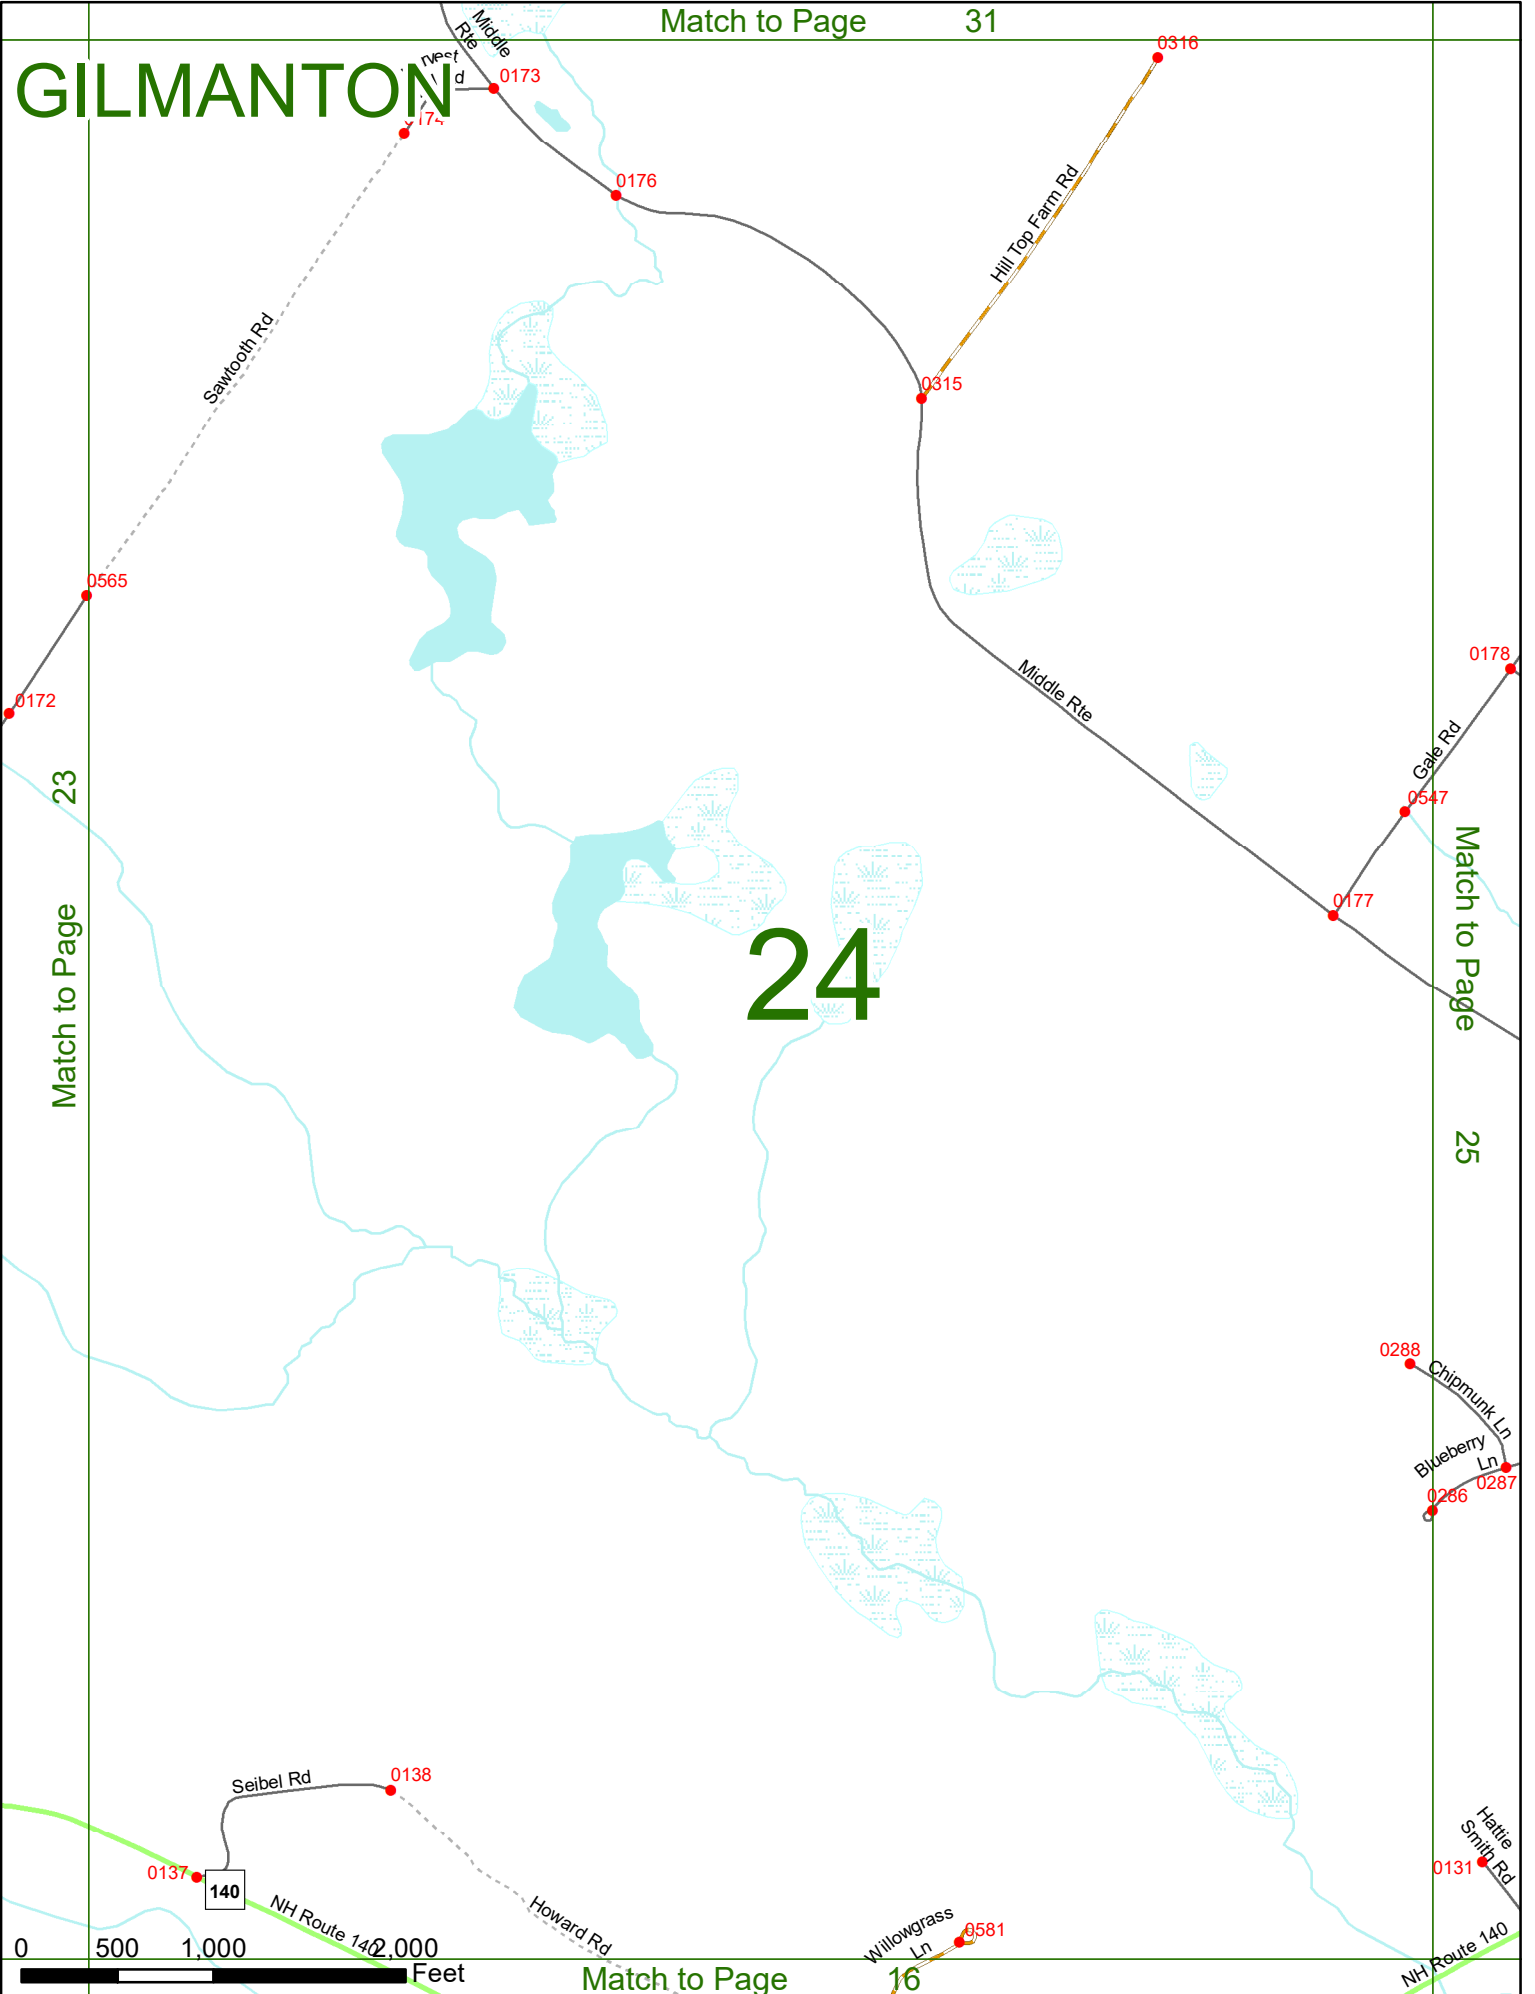 Match to Page 31
GILMANTON
Middle
Rte
rvest
d
0173
0316
0176
Hill Top Farm Rd
Sawtooth Rd
0315
0565
0172
Middle Rte
0178
Gale Rd
0547
0177
23
Match to Page
Match to Page
25
24
0288
Chipmunk Ln
Blueberry
Ln
0287
0286
Seibel Rd
0138
0137
140
NH Route 140
Howard Rd
Willowgrass
Ln
0581
Hattie
Smith Rd
0131
NH Route 140
0 500 1,000 2,000
Feet
Match to Page 16